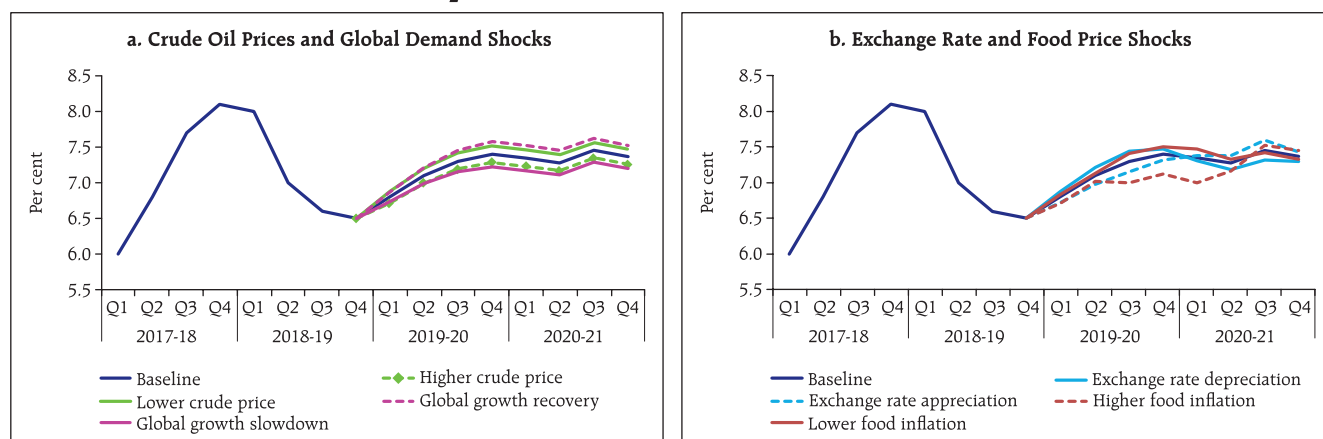 a. Crude Oil Prices and Global Demand Shocks
8.5
8.0
7.5
7.0
6.5
6.0
5.5
Per cent
Q1 Q2 Q3 Q4 Q1 Q2 Q3 Q4 Q1 Q2 Q3 Q4 Q1 Q2 Q3 Q4
2017-18 2018-19 2019-20 2020-21
Baseline
Higher crude price
Lower crude price
Global growth recovery
Global growth slowdown
b. Exchange Rate and Food Price Shocks
8.5
8.0
7.5
7.0
6.5
6.0
5.5
Per cent
Q1 Q2 Q3 Q4 Q1 Q2 Q3 Q4 Q1 Q2 Q3 Q4 Q1 Q2 Q3 Q4
2017-18 2018-19 2019-20 2020-21
Baseline
Exchange rate depreciation
Exchange rate appreciation
Higher food inflation
Lower food inflation